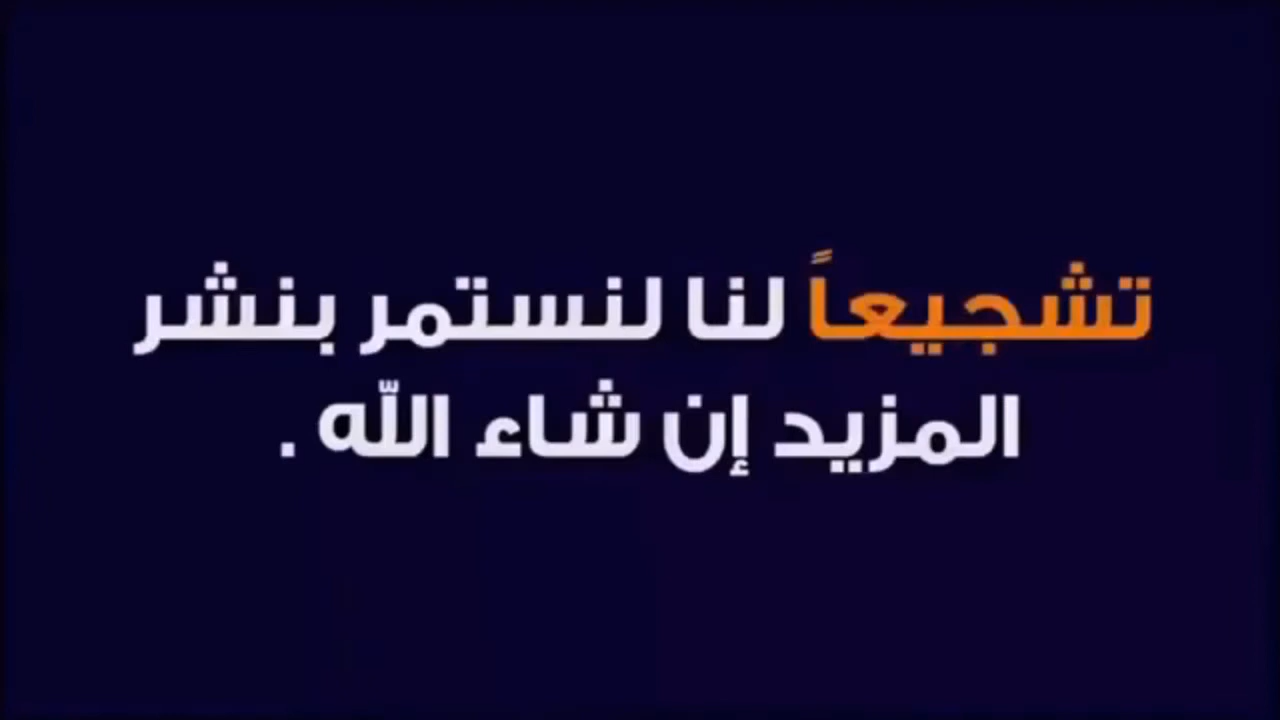 تشجيعاً لنا لنستمر بنشر
المزيد إن شاء الله .